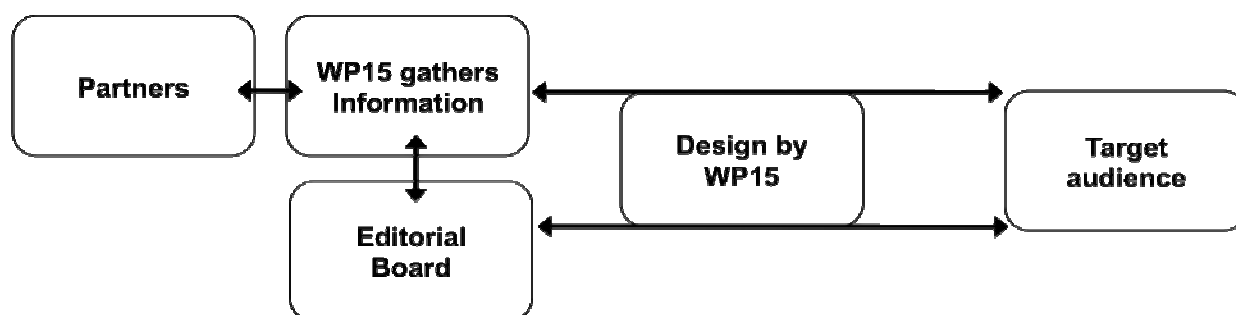 Partners
WP15 gathers
Information
Design by
WP15
Target
audience
Editorial
Board